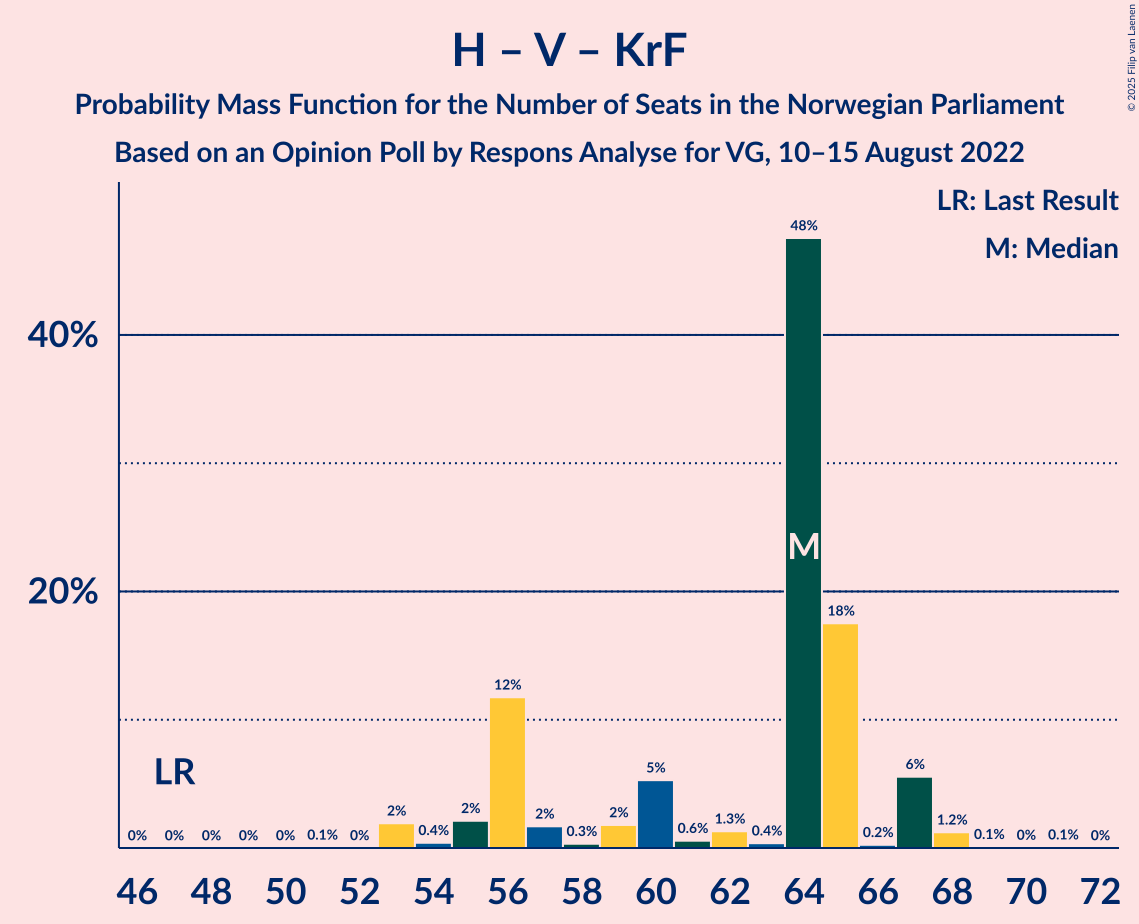 H – V – KrF
Probability Mass Function for the Number of Seats in the Norwegian Parliament
Based on an Opinion Poll by Respons Analyse for VG, 10–15 August 2022
© 2025 Filip van Laenen
LR: Last Result
M: Median
48%
40%
M
20%
18%
12%
LR
6%
5%
0% 0% 0% 0% 0% 0.1% 0% 2% 0.4% 2% 2% 0.3% 2% 0.6% 1.3% 0.4% 0.2% 1.2% 0.1% 0% 0.1% 0%
46 48 50 52 54 56 58 60 62 64 66 68 70 72